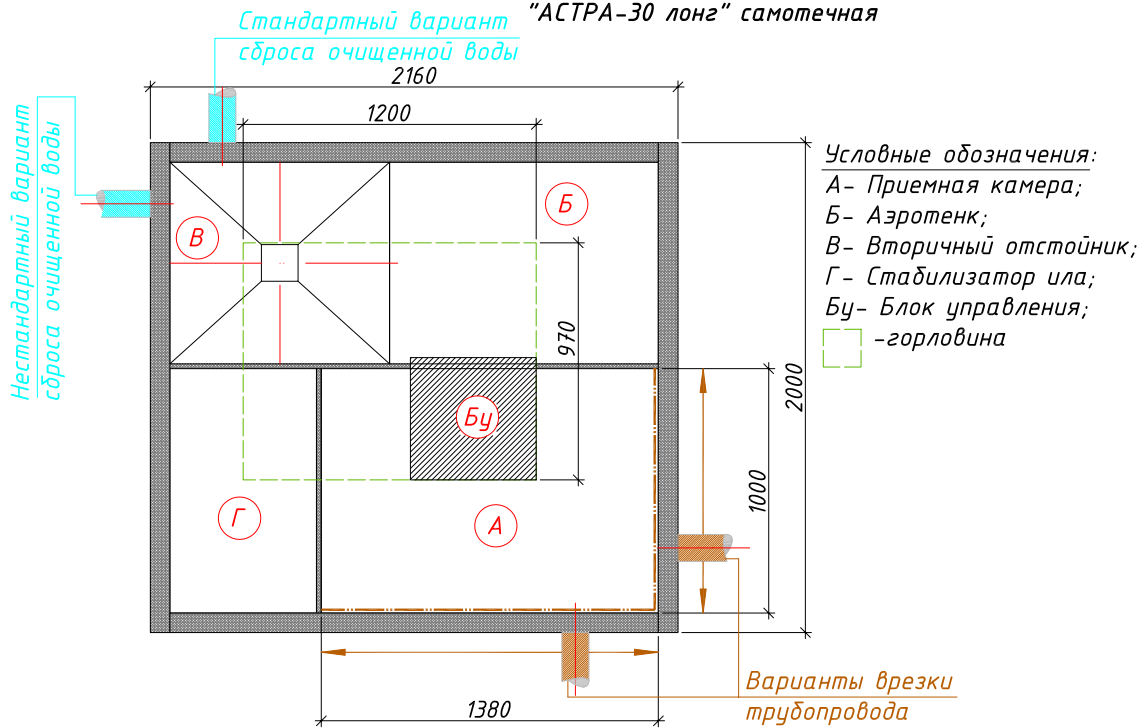 "АСТРА-30 лонг" самотечная
Стандартный вариант
сброса очищенной воды
2160
1200
Нестандартный вариант
сброса очищенной воды
Условные обозначения:
А- Приемная камера;
Б- Аэротенк;
В- Вторичный отстойник;
Г- Стабилизатор ила;
Бу- Блок управления;
-горловина
Б
В
970
2000
Бу
1000
Г
А
Варианты врезки
трубопровода
1380